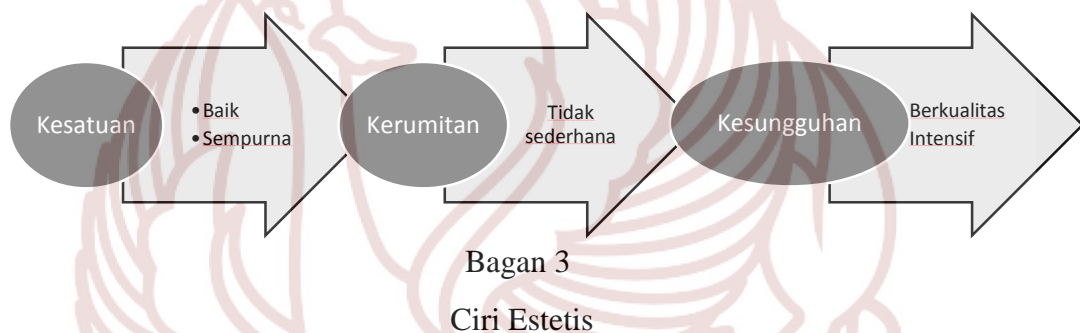 Kesatuan
•Baik
•Sempurna
Kerumitan
Tidak
sederhana
Kesungguhan
Berkualitas
Intensif
Bagan 3
Ciri Estetis